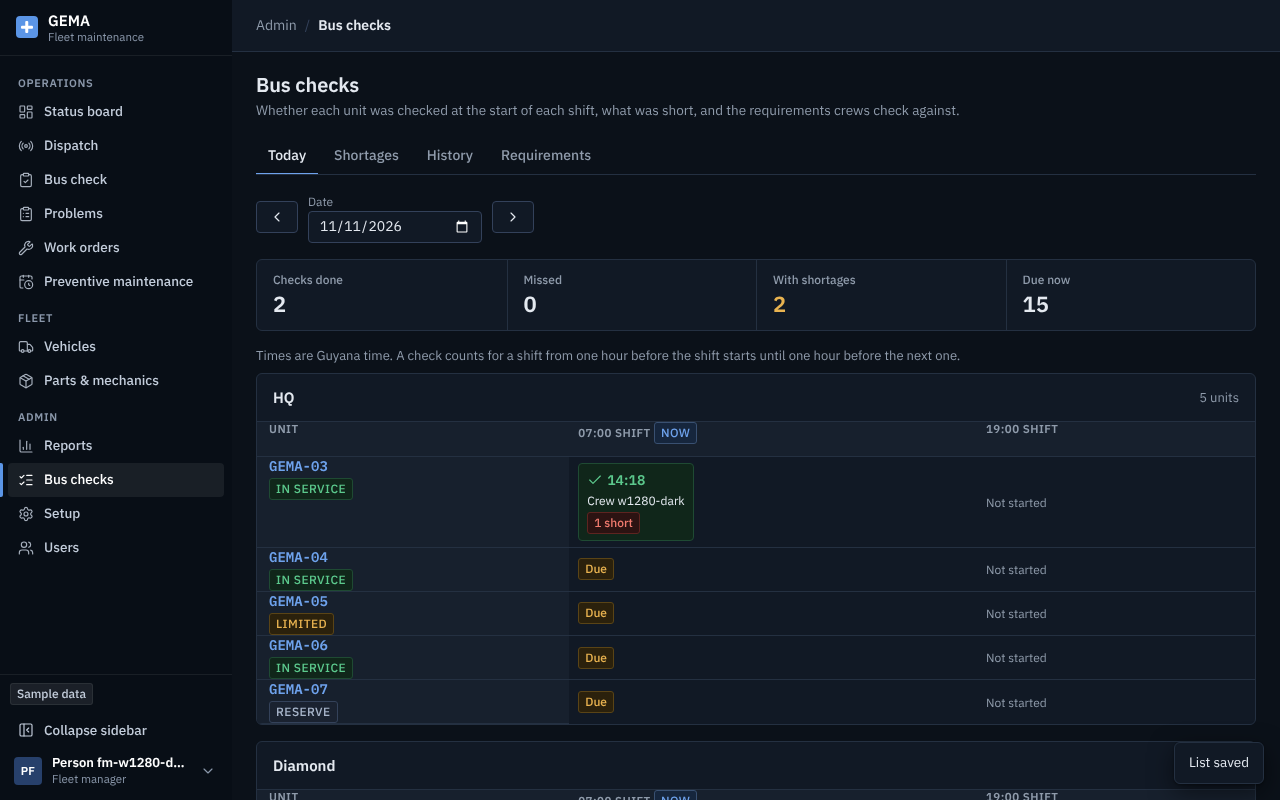 GEMA
Fleet maintenance
Admin / Bus checks
OPERATIONS
Status board
Dispatch
Bus check
Problems
Work orders
Preventive maintenance
FLEET
Vehicles
Parts & mechanics
ADMIN
Reports
Bus checks
Setup
Users
Sample data
Collapse sidebar
PF
Person fm-w1280-d...
Fleet manager
Bus checks
Whether each unit was checked at the start of each shift, what was short, and the requirements crews check against.
Today Shortages History Requirements
Date
11/11/2026
Checks done Missed With shortages Due now
2 0 2 15
Times are Guyana time. A check counts for a shift from one hour before the shift starts until one hour before the next one.
HQ 5 units
UNIT 07:00 SHIFT NOW 19:00 SHIFT
GEMA-03
IN SERVICE
14:18
Crew w1280-dark
1 short
Not started
GEMA-04
IN SERVICE
Due
Not started
GEMA-05
LIMITED
Due
Not started
GEMA-06
IN SERVICE
Due
Not started
GEMA-07
RESERVE
Due
Not started
Diamond
UNIT 07:00 SHIFT NOW 19:00 SHIFT
List saved